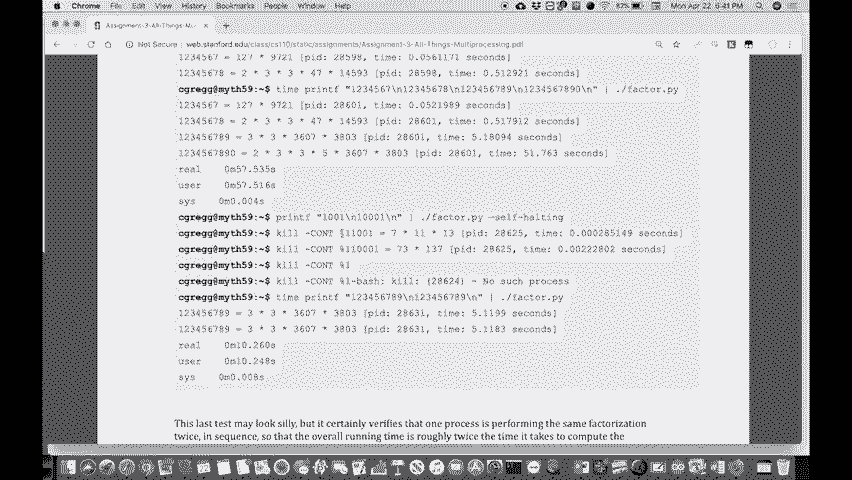 Chrome File Edit View History Bookmarks People Window Help
87% Mon Apr 22 6:41 PM
Assignment-3-All-Things-Mu
Not Secure web.stanford.edu/class/cs110/static/assignments/Assignment-3-All-Things-Multiprocessing.pdf
1234567 = 127 * 9721 [pid: 28598, time: 0.0561171 seconds]
12345678 = 2 * 3 * 3 * 47 * 14593 [pid: 28598, time: 0.512921 seconds]
cgregg@myth59:~$ time printf "1234567\n12345678\n123456789\n1234567890\n" | ./factor.py
1234567 = 127 * 9721 [pid: 28601, time: 0.0521989 seconds]
12345678 = 2 * 3 * 3 * 47 * 14593 [pid: 28601, time: 0.517912 seconds]
123456789 = 3 * 3 * 3607 * 3803 [pid: 28601, time: 5.18094 seconds]
1234567890 = 2 * 3 * 3 * 5 * 3607 * 3803 [pid: 28601, time: 51.763 seconds]
real 0m57.535s
user 0m57.516s
sys 0m0.004s
cgregg@myth59:~$ printf "1001\n10001\n" | ./factor.py --self-halting
cgregg@myth59:~$ kill -CONT %11001 = 7 * 11 * 13 [pid: 28625, time: 0.000285149 seconds]
cgregg@myth59:~$ kill -CONT %110001 = 73 * 137 [pid: 28625, time: 0.00222802 seconds]
cgregg@myth59:~$ kill -CONT %1
cgregg@myth59:~$ kill -CONT %1-bash: kill: (28624) - No such process
cgregg@myth59:~$ time printf "123456789\n123456789\n" | ./factor.py
123456789 = 3 * 3 * 3607 * 3803 [pid: 28631, time: 5.1199 seconds]
123456789 = 3 * 3 * 3607 * 3803 [pid: 28631, time: 5.1183 seconds]
real 0m10.260s
user 0m10.248s
sys 0m0.008s
This last test may look silly, but it certainly verifies that one process is performing the same factorization
twice, in sequence, so that the overall running time is roughly twice the time it takes to compute the